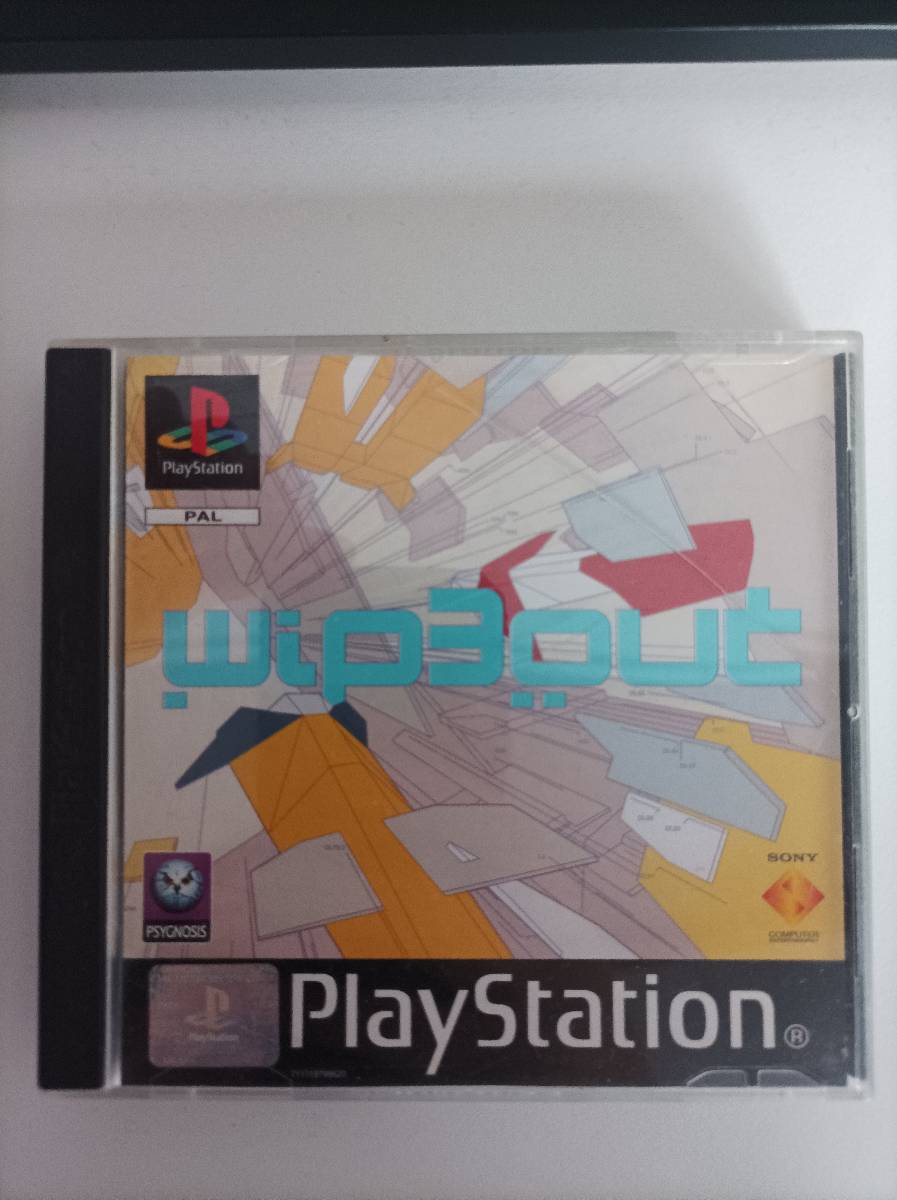 PlayStation
PAL
wip3out
PSYGNOSIS
SONY
COMPUTER
ENTERTAINMENT
PlayStation
PlayStation®